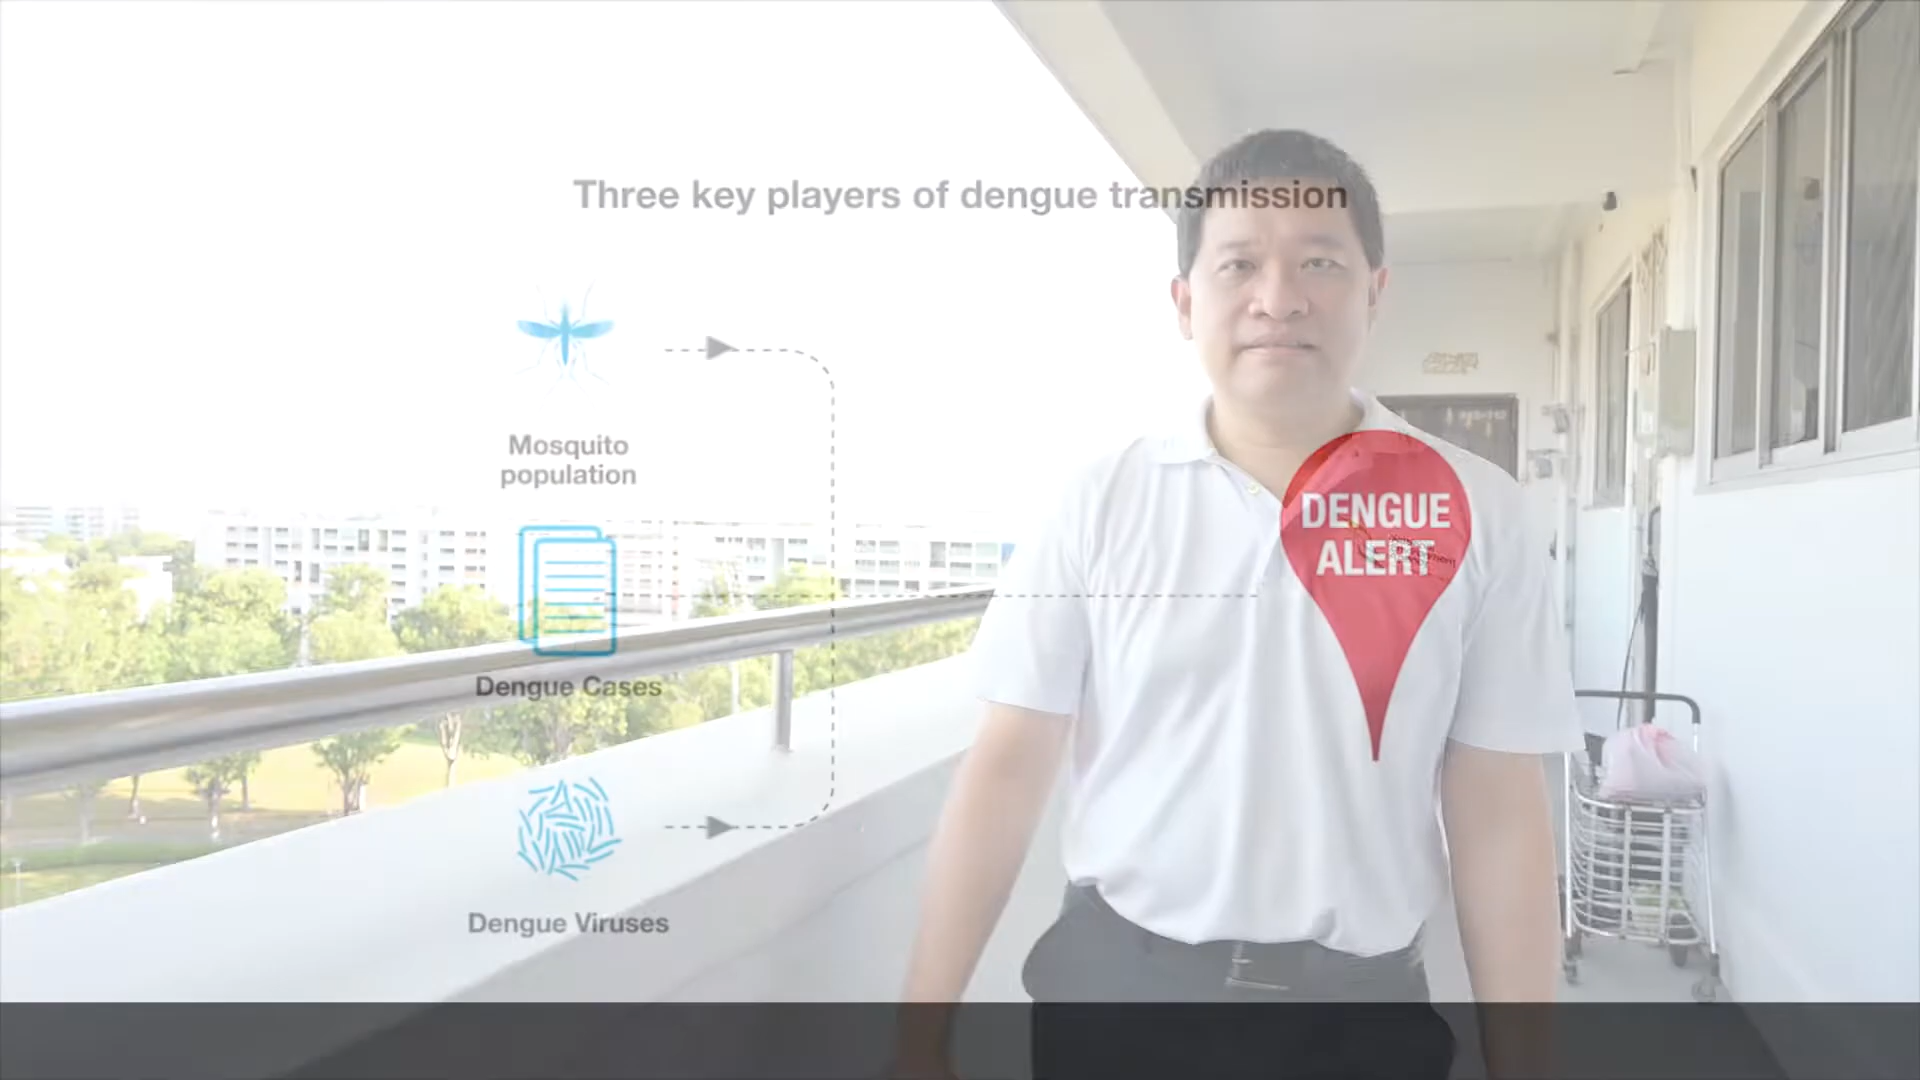 Three key players of dengue transmission
Mosquito
population
DENGUE
ALERT
Dengue Cases
Dengue Viruses